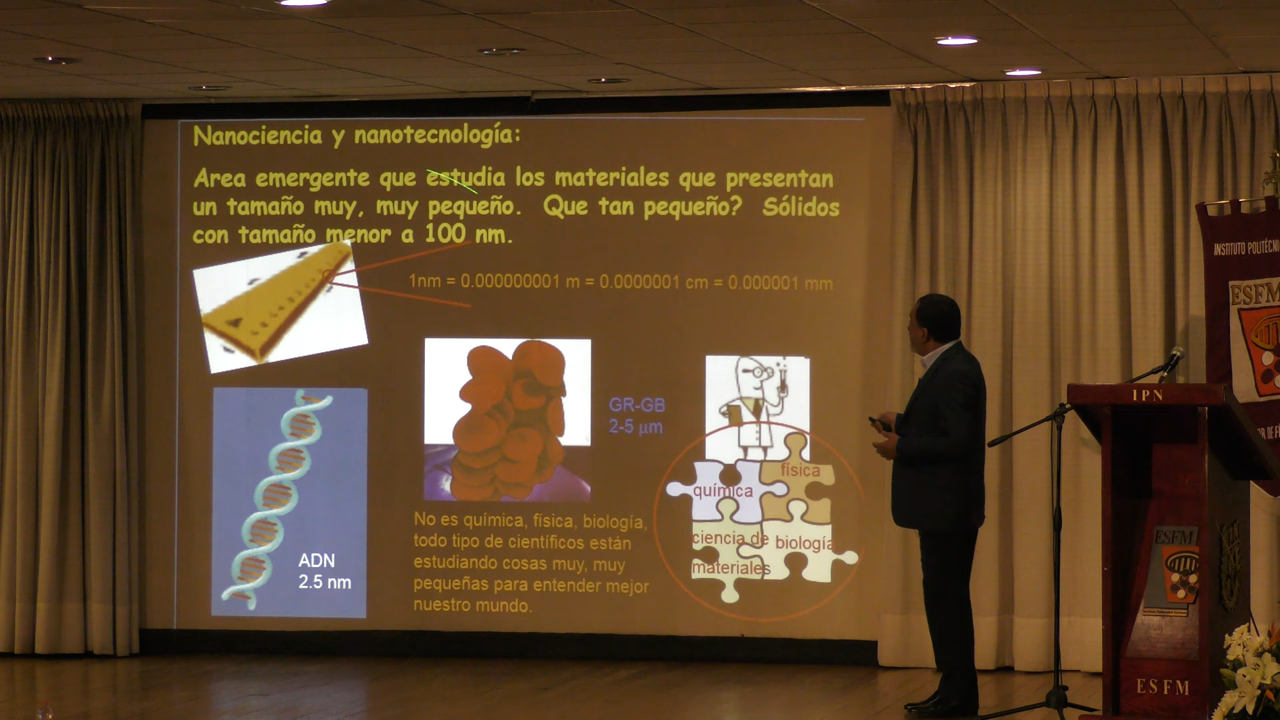 Nanociencia y nanotecnología:
Area emergente que estudia los materiales que presentan
un tamaño muy, muy pequeño. Que tan pequeño? Sólidos
con tamaño menor a 100 nm.
1nm = 0.000000001 m = 0.0000001 cm = 0.000001 mm
GR-GB
2-5 μm
ADN
2.5 nm
No es química, física, biología,
todo tipo de científicos están
estudiando cosas muy, muy
pequeñas para entender mejor
nuestro mundo.
física
química
ciencia de
materiales
biología
INSTITUTO
ESFM
IPN
ESFM
ESFM